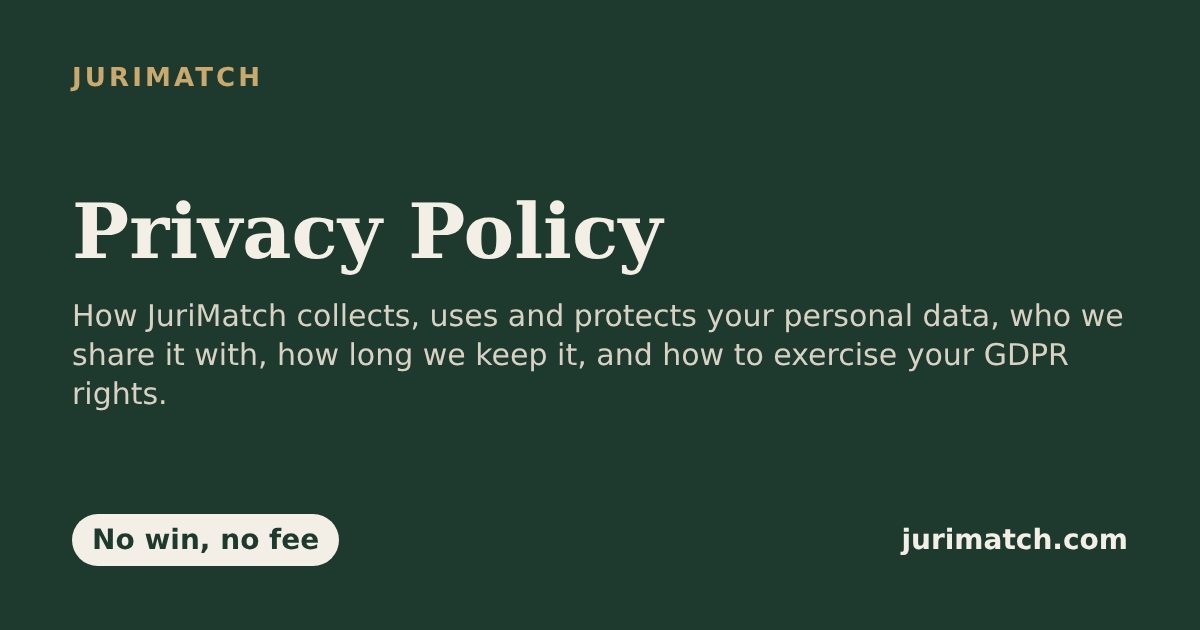 JURIMATCH
Privacy Policy
How JuriMatch collects, uses and protects your personal data, who we
share it with, how long we keep it, and how to exercise your GDPR
rights.
No win, no fee
jurimatch.com